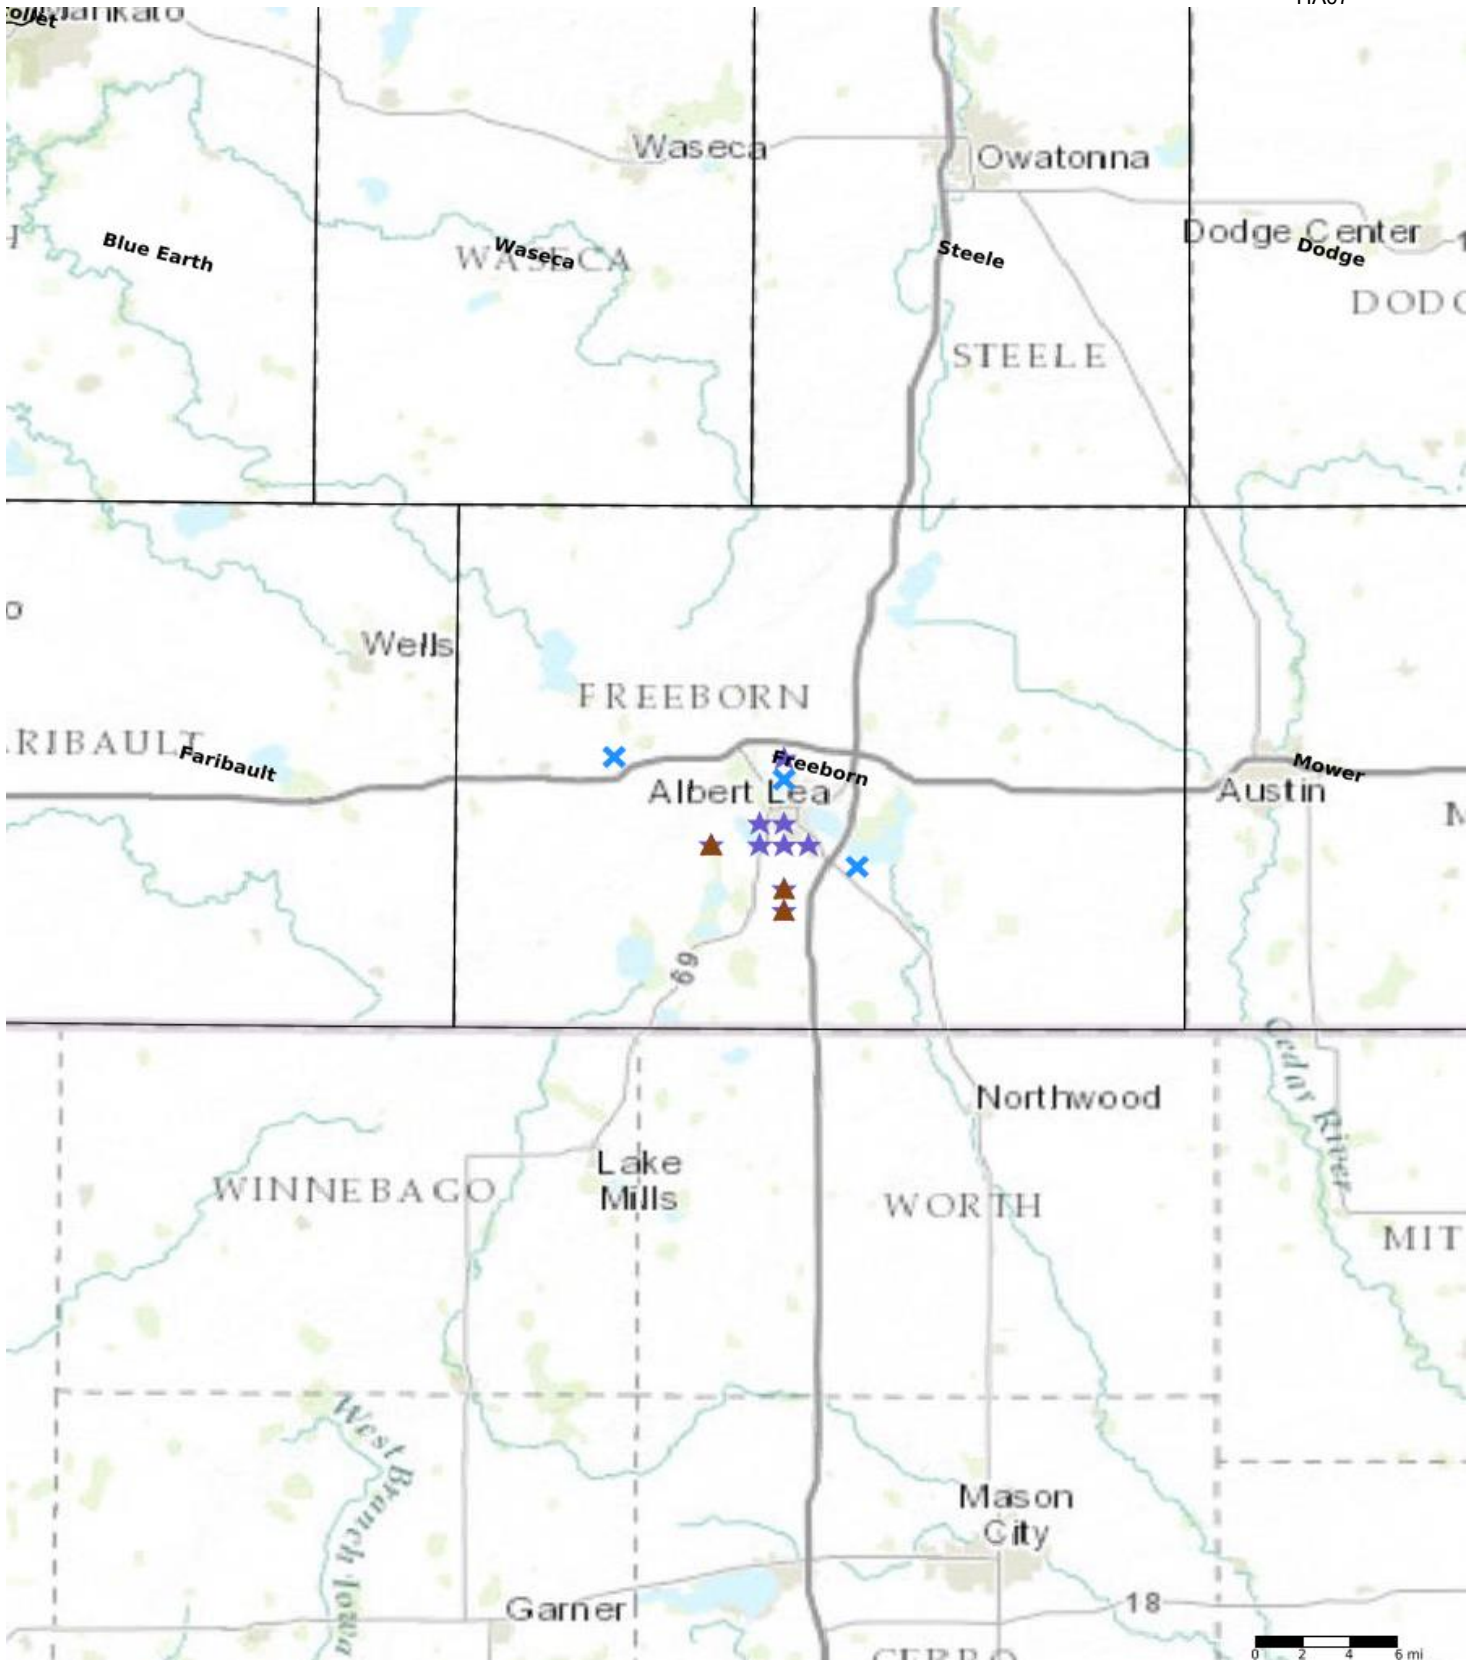 Mankato
Waseca
Owatonna
Dodge Center
Blue Earth
Waseca
WASECA
Steele
Dodge
STEELE
Wells
FREEBORN
Faribault
Freeborn
Mower
Albert Lea
Austin
69
Cedar River
Northwood
Lake
Mills
WINNEBAGO
WORTH
MIT
West Branch Iowa
Mason
City
Garner
18
0 2 4 6 mi